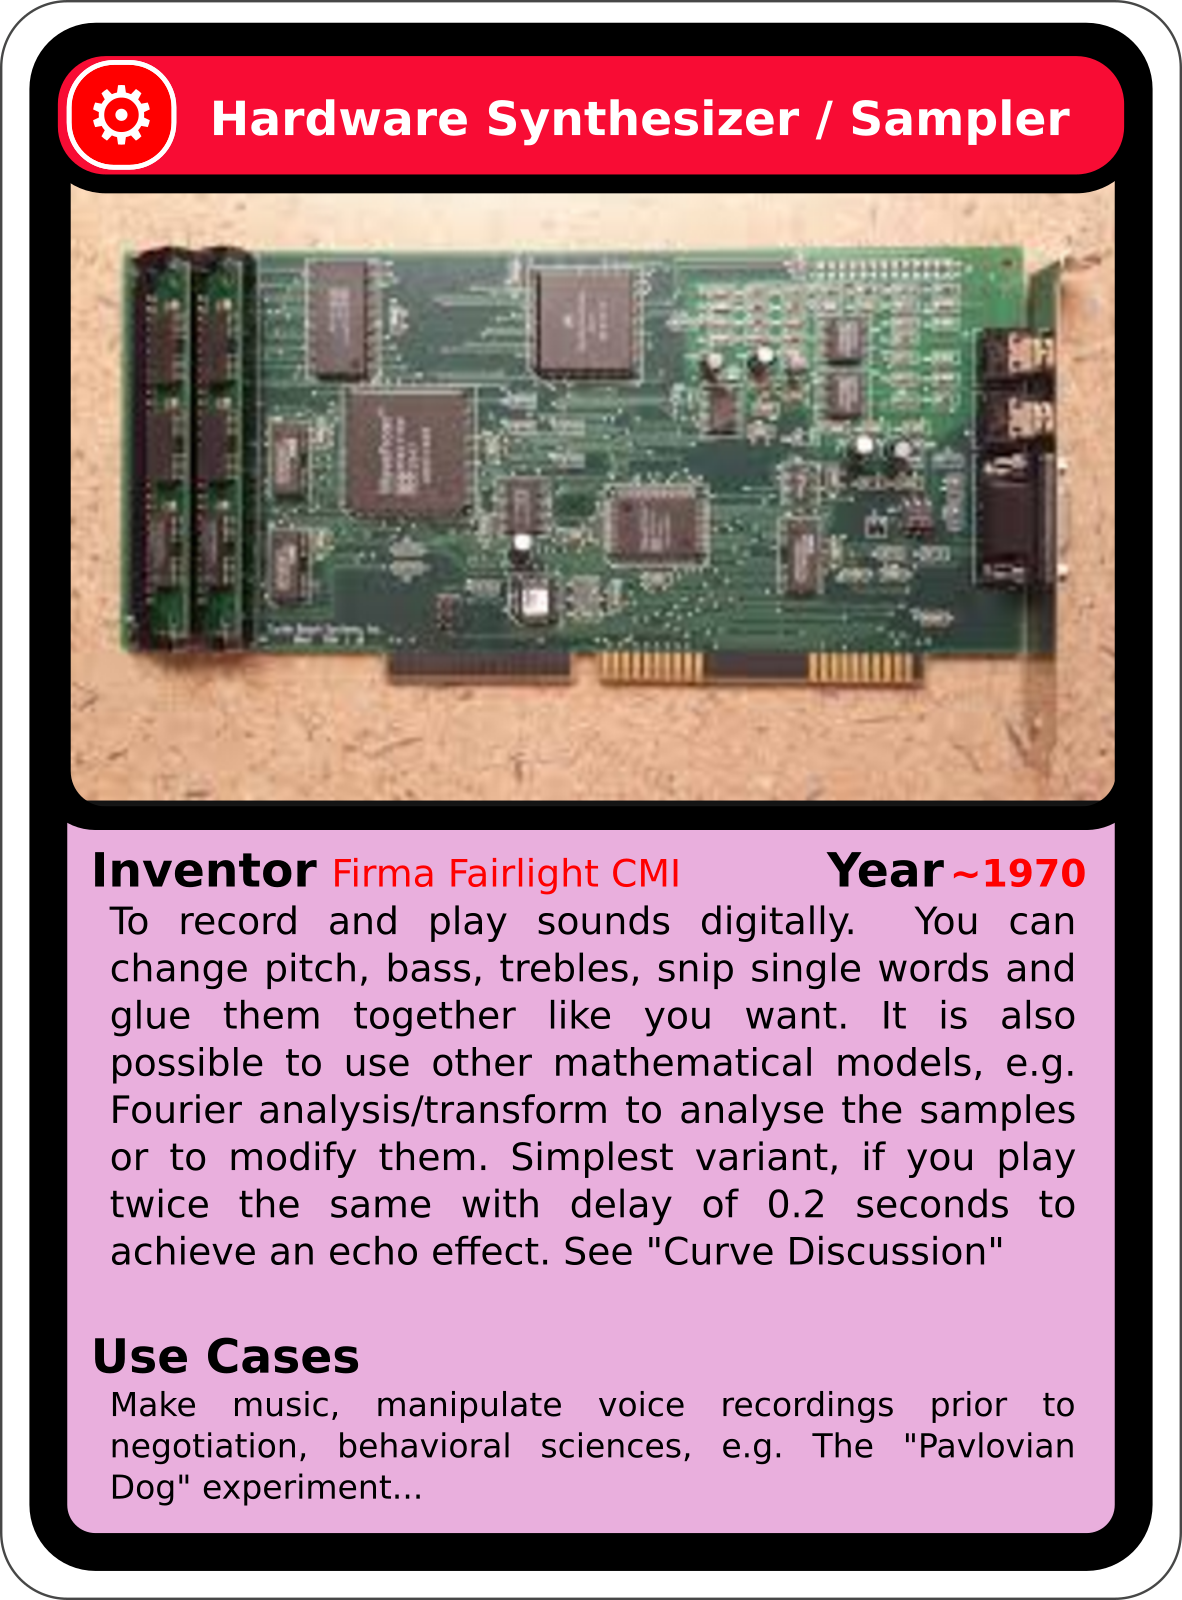 Hardware Synthesizer / Sampler
Inventor Firma Fairlight CMI Year ~1970
To record and play sounds digitally. You can
change pitch, bass, trebles, snip single words and
glue them together like you want. It is also
possible to use other mathematical models, e.g.
Fourier analysis/transform to analyse the samples
or to modify them. Simplest variant, if you play
twice the same with delay of 0.2 seconds to
achieve an echo effect. See "Curve Discussion"
Use Cases
Make music, manipulate voice recordings prior to
negotiation, behavioral sciences, e.g. The "Pavlovian
Dog" experiment...